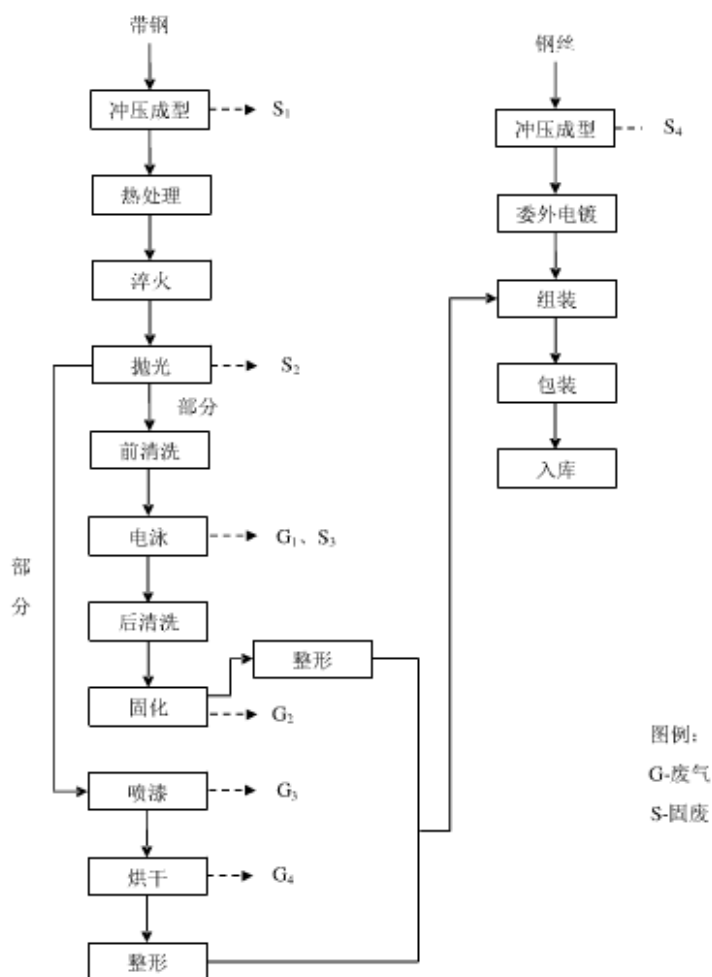 带钢
冲压成型
S1
热处理
淬火
抛光
S2
部分
前清洗
电泳
G1、S3
部
分
后清洗
整形
固化
G2
喷漆
G3
烘干
G4
整形
钢丝
冲压成型
S4
委外电镀
组装
包装
入库
图例：
G-废气
S-固废